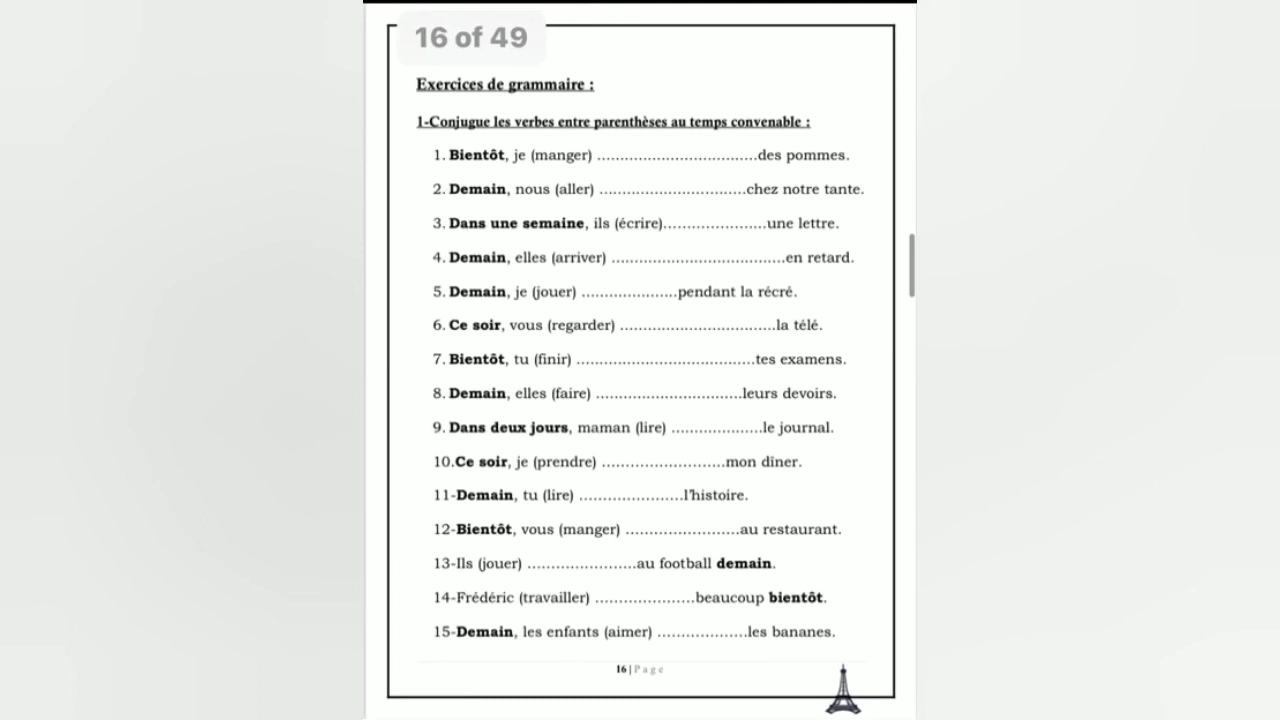 16 of 49
Exercices de grammaire :
1-Conjugue les verbes entre parenthèses au temps convenable :
1. Bientôt, je (manger) ...................................des pommes.
2. Demain, nous (aller) ................................chez notre tante.
3. Dans une semaine, ils (écrire)......................une lettre.
4. Demain, elles (arriver) .....................................en retard.
5. Demain, je (jouer) .....................pendant la récré.
6. Ce soir, vous (regarder) ..................................la télé.
7. Bientôt, tu (finir) .......................................tes examens.
8. Demain, elles (faire) ................................leurs devoirs.
9. Dans deux jours, maman (lire) ....................le journal.
10.Ce soir, je (prendre) ...........................mon dîner.
11-Demain, tu (lire) .......................l'histoire.
12-Bientôt, vous (manger) .........................au restaurant.
13-Ils (jouer) ........................au football demain.
14-Frédéric (travailler) ......................beaucoup bientôt.
15-Demain, les enfants (aimer) ....................les bananes.
16|Page